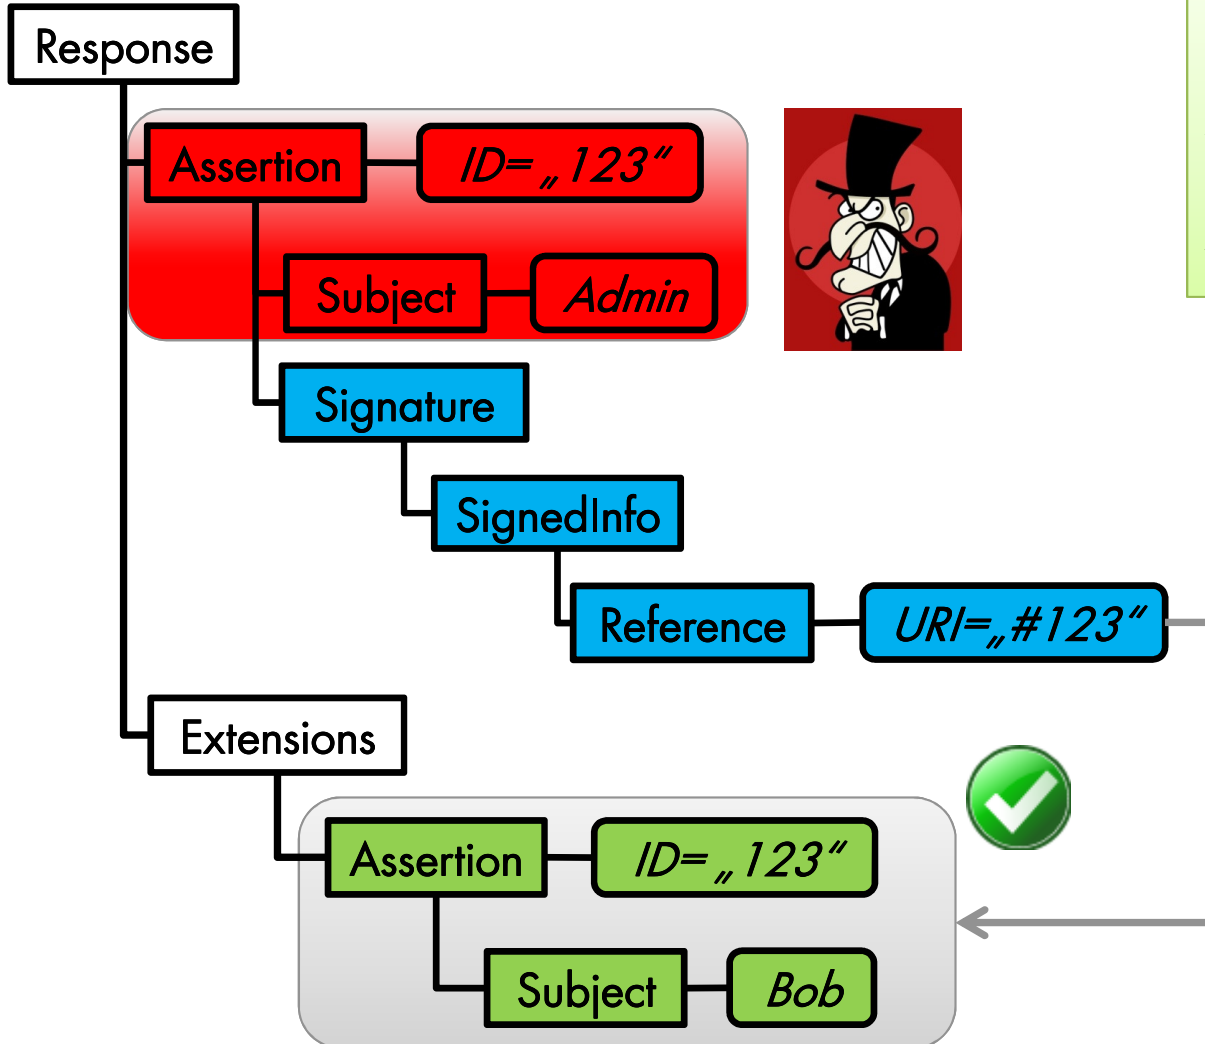 Response
Assertion ID= „123“
Subject Admin
Signature
SignedInfo
Reference URI=„#123“
Extensions
Assertion ID= „123“
Subject Bob